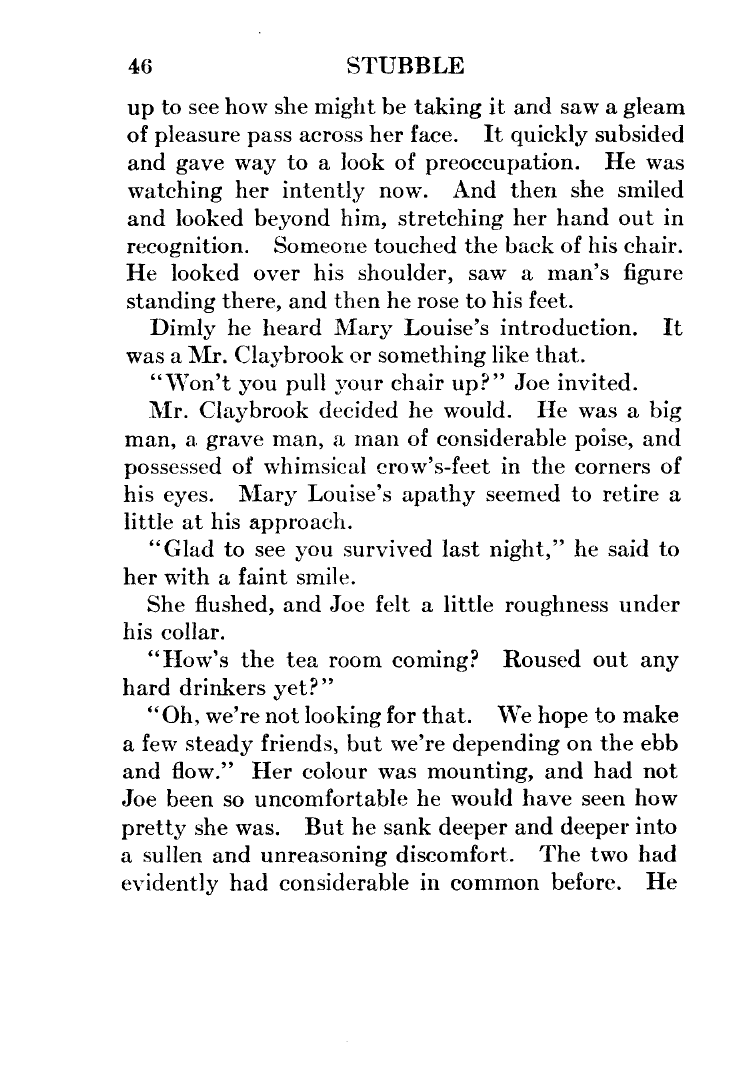 46 STUBBLE
up to see how she might be taking it and saw a gleam
of pleasure pass across her face. It quickly subsided
and gave way to a look of preoccupation. He was
watching her intently now. And then she smiled
and looked beyond him, stretching her hand out in
recognition. Someone touched the back of his chair.
He looked over his shoulder, saw a man's figure
standing there, and then he rose to his feet.
Dimly he heard Mary Louise's introduction. It
was a Mr. Claybrook or something like that.
"Won't you pull your chair up?" Joe invited.
Mr. Claybrook decided he would. He was a big
man, a grave man, a man of considerable poise, and
possessed of whimsical crow's-feet in the corners of
his eyes. Mary Louise's apathy seemed to retire a
little at his approach.
"Glad to see you survived last night," he said to
her with a faint smile.
She flushed, and Joe felt a little roughness under
his collar.
"How's the tea room coming? Roused out any
hard drinkers yet?"
"Oh, we're not looking for that. We hope to make
a few steady friends, but we're depending on the ebb
and flow." Her colour was mounting, and had not
Joe been so uncomfortable he would have seen how
pretty she was. But he sank deeper and deeper into
a sullen and unreasoning discomfort. The two had
evidently had considerable in common before. He